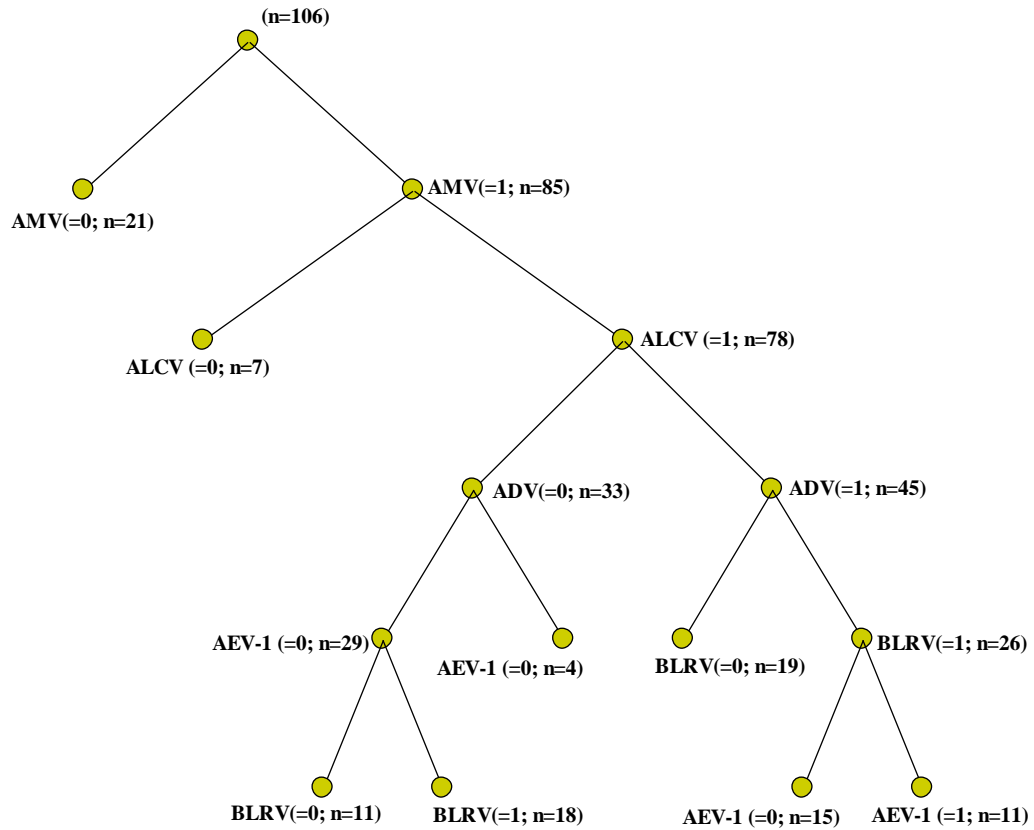 (n=106)
AMV(=1; n=85)
AMV(=0; n=21)
ALCV (=1; n=78)
ALCV (=0; n=7)
ADV(=0; n=33)
ADV(=1; n=45)
AEV-1 (=0; n=29)
AEV-1 (=0; n=4)
BLRV(=0; n=19)
BLRV(=1; n=26)
BLRV(=0; n=11)
BLRV(=1; n=18)
AEV-1 (=0; n=15)
AEV-1 (=1; n=11)